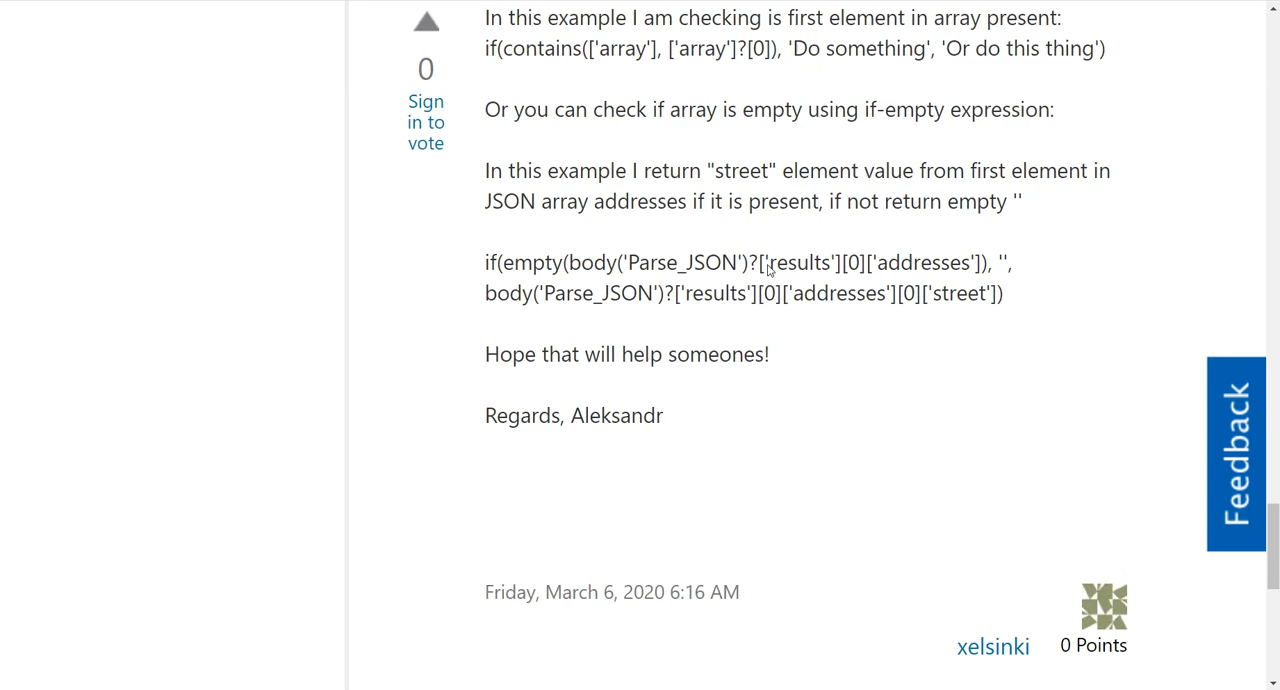 In this example I am checking is first element in array present:
if(contains(['array'], ['array']?[0]), 'Do something', 'Or do this thing')
0
Sign
in to
vote
Or you can check if array is empty using if-empty expression:
In this example I return "street" element value from first element in
JSON array addresses if it is present, if not return empty ''
if(empty(body('Parse_JSON')?['results'][0]['addresses']), '',
body('Parse_JSON')?['results'][0]['addresses'][0]['street'])
Hope that will help someones!
Regards, Aleksandr
Feedback
Friday, March 6, 2020 6:16 AM
xelsinki
0 Points